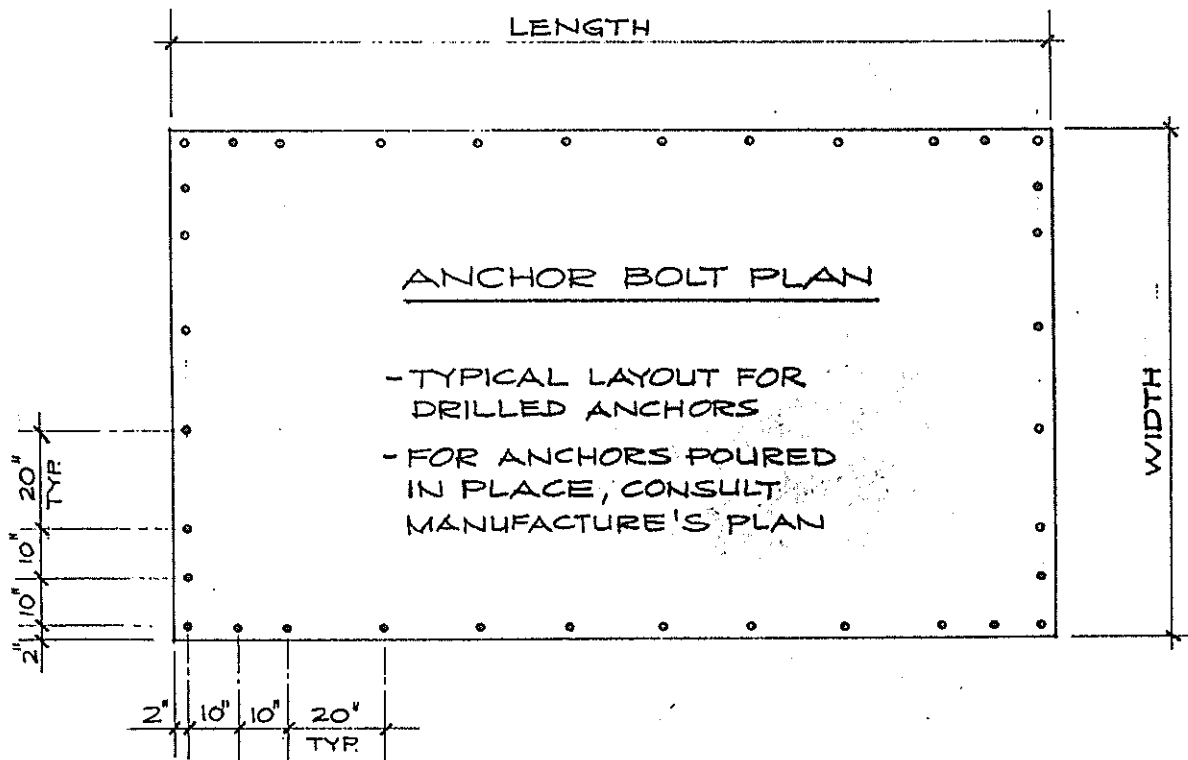 LENGTH
ANCHOR BOLT PLAN
- TYPICAL LAYOUT FOR
DRILLED ANCHORS
- FOR ANCHORS POURED
IN PLACE, CONSULT
MANUFACTURE'S PLAN
WIDTH
20"
TYP.
10"
10"
2"
2" 10" 10" 20"
TYP.